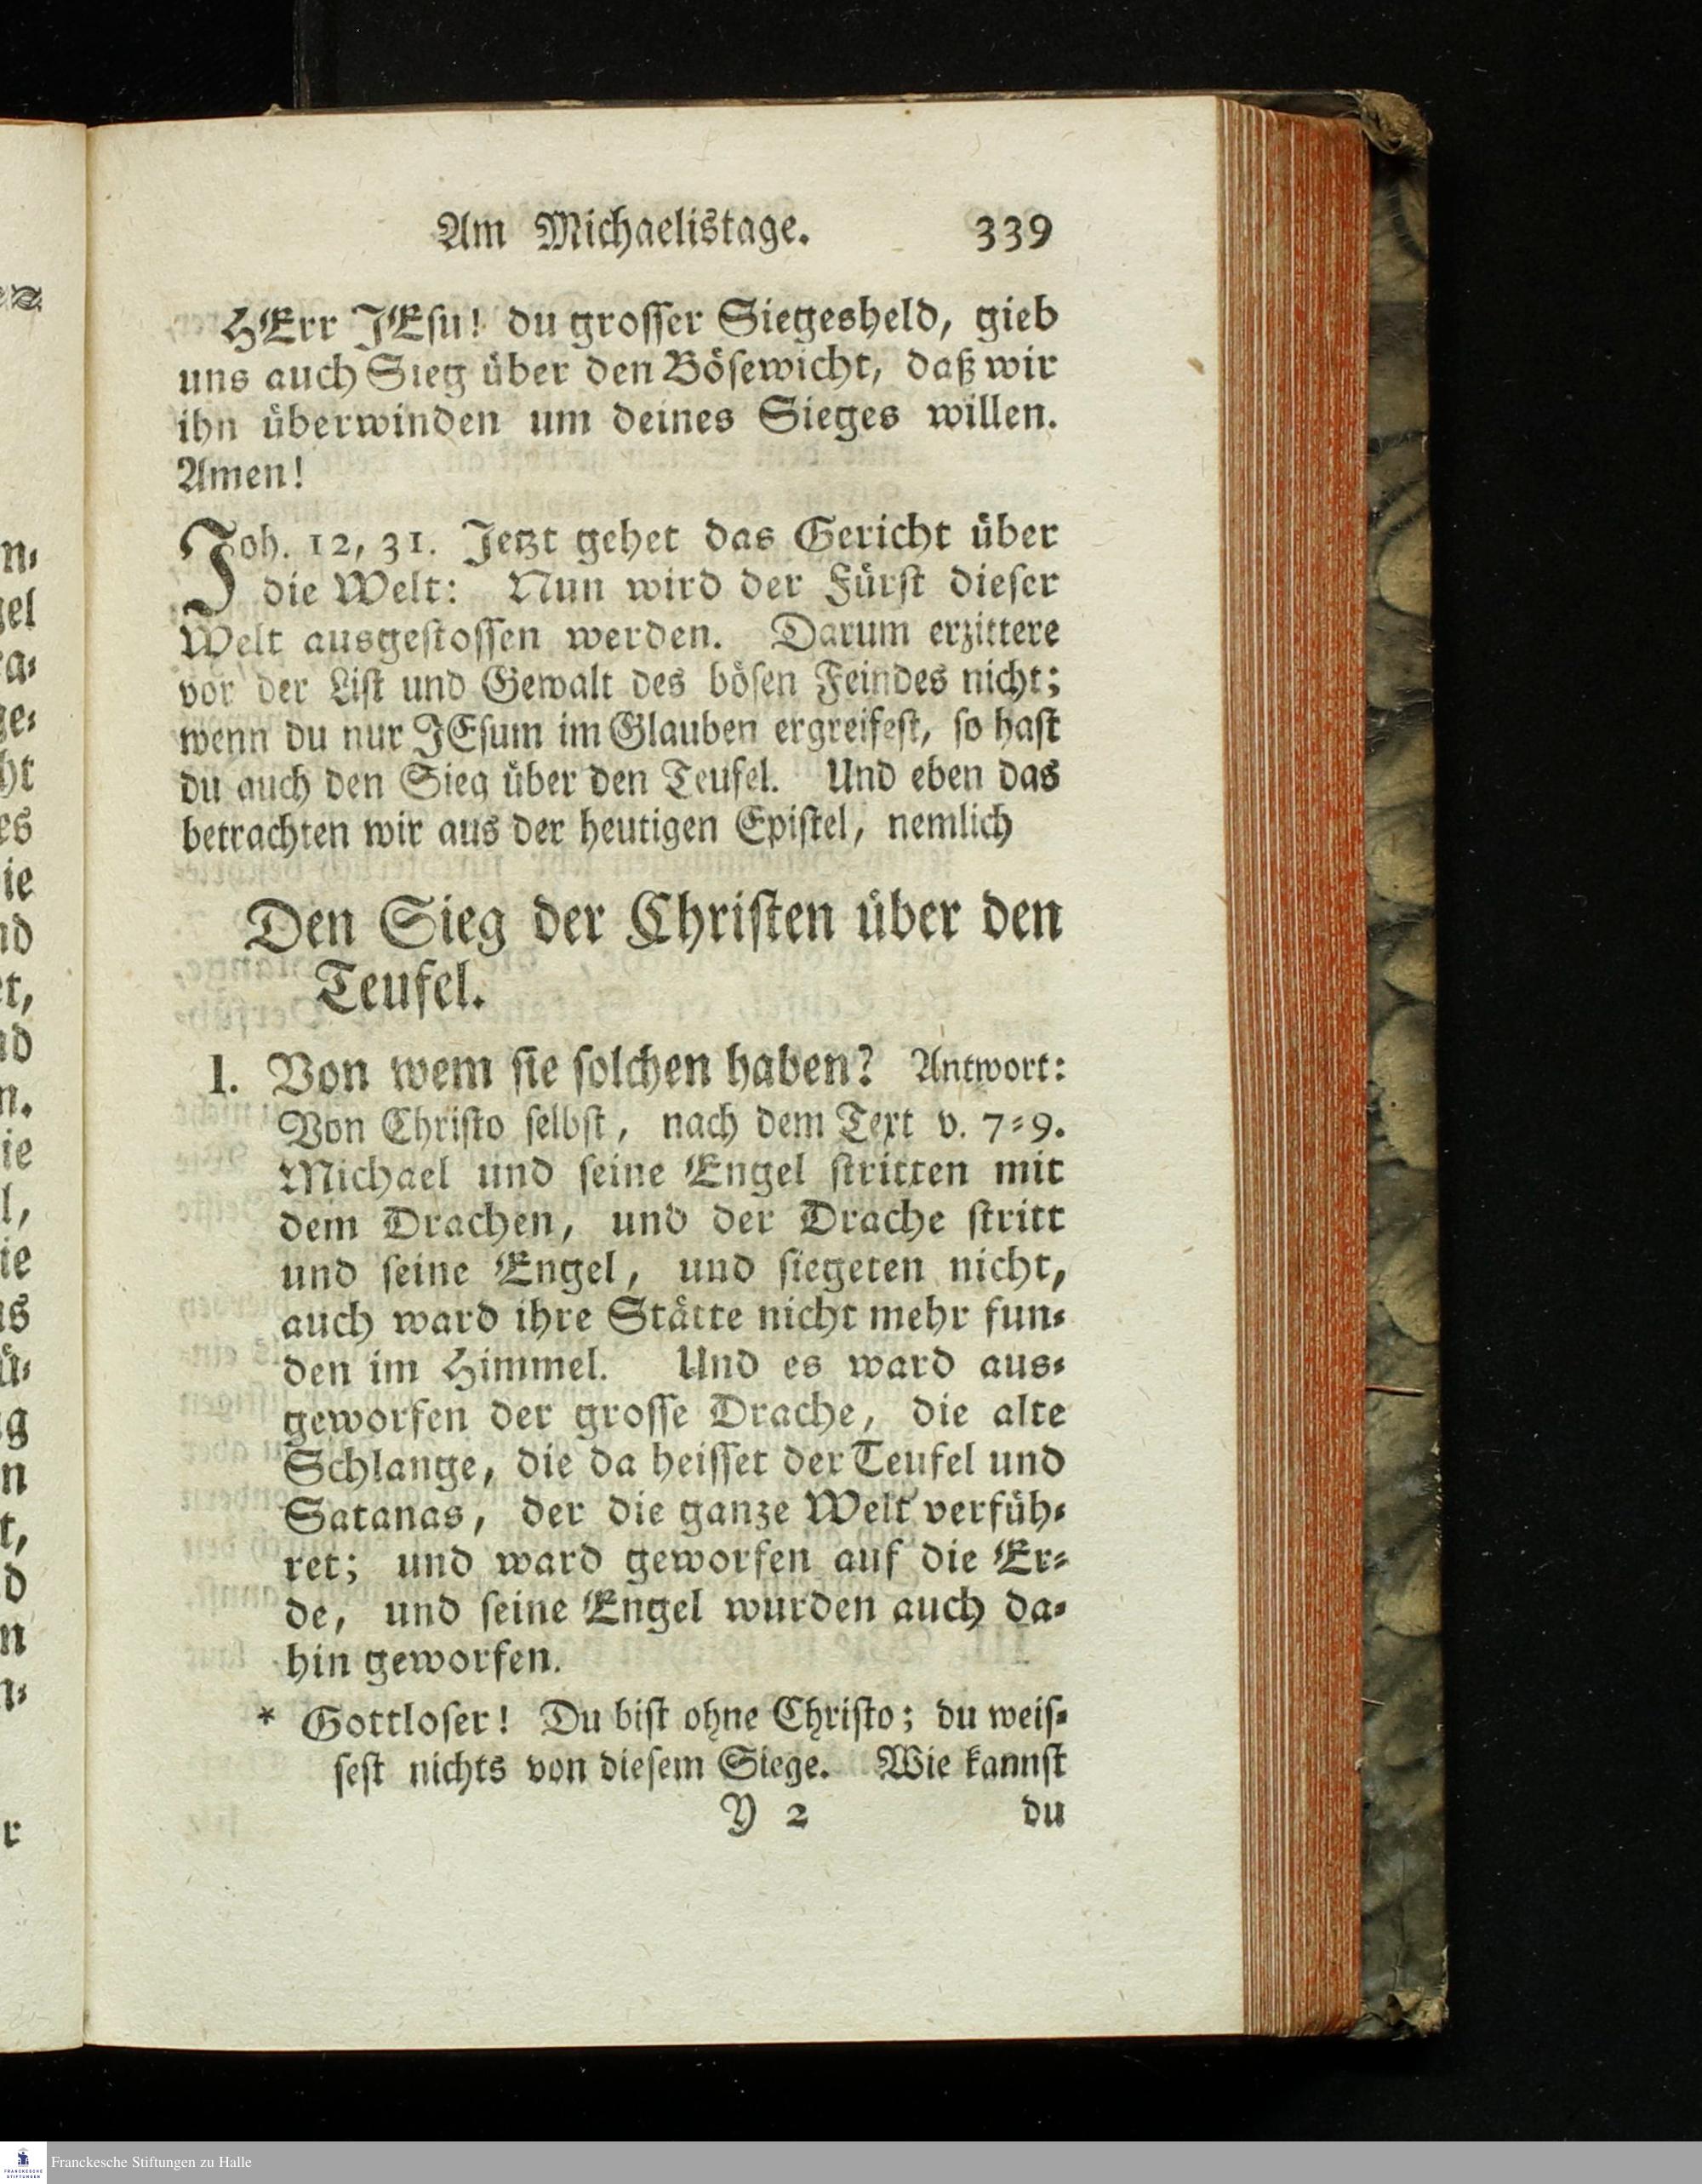 Am Michaelistage. 339
HErr JEſu! du groſſer Siegesheld, gieb
uns auch Sieg über den Böſewicht, daß wir
ihn überwinden um deines Sieges willen.
Amen!
Joh. 12, 31. Jetzt gehet das Gericht über
die Welt: Nun wird der Fürſt dieſer
Welt ausgeſtoſſen werden. Darum erzittere
vor der Liſt und Gewalt des böſen Feindes nicht;
wenn du nur JEſum im Glauben ergreifeſt, ſo haſt
du auch den Sieg über den Teufel. Und eben das
betrachten wir aus der heutigen Epiſtel, nemlich
Den Sieg der Chriſten über den
Teufel.
I. Von wem ſie ſolchen haben? Antwort:
Von Chriſto ſelbſt, nach dem Text v. 7⸗9.
Michael und ſeine Engel ſtritten mit
dem Drachen, und der Drache ſtritt
und ſeine Engel, und ſiegeten nicht,
auch ward ihre Stätte nicht mehr fun⸗
den im Himmel. Und es ward aus⸗
geworfen der groſſe Drache, die alte
Schlange, die da heiſſet der Teufel und
Satanas, der die ganze Welt verfüh⸗
ret; und ward geworfen auf die Er⸗
de, und ſeine Engel wurden auch da⸗
hin geworfen.
* Gottloſer! Du biſt ohne Chriſto; du weiſ⸗
ſeſt nichts von dieſem Siege. Wie kannſt
Y 2 du
Franckesche Stiftungen zu Halle